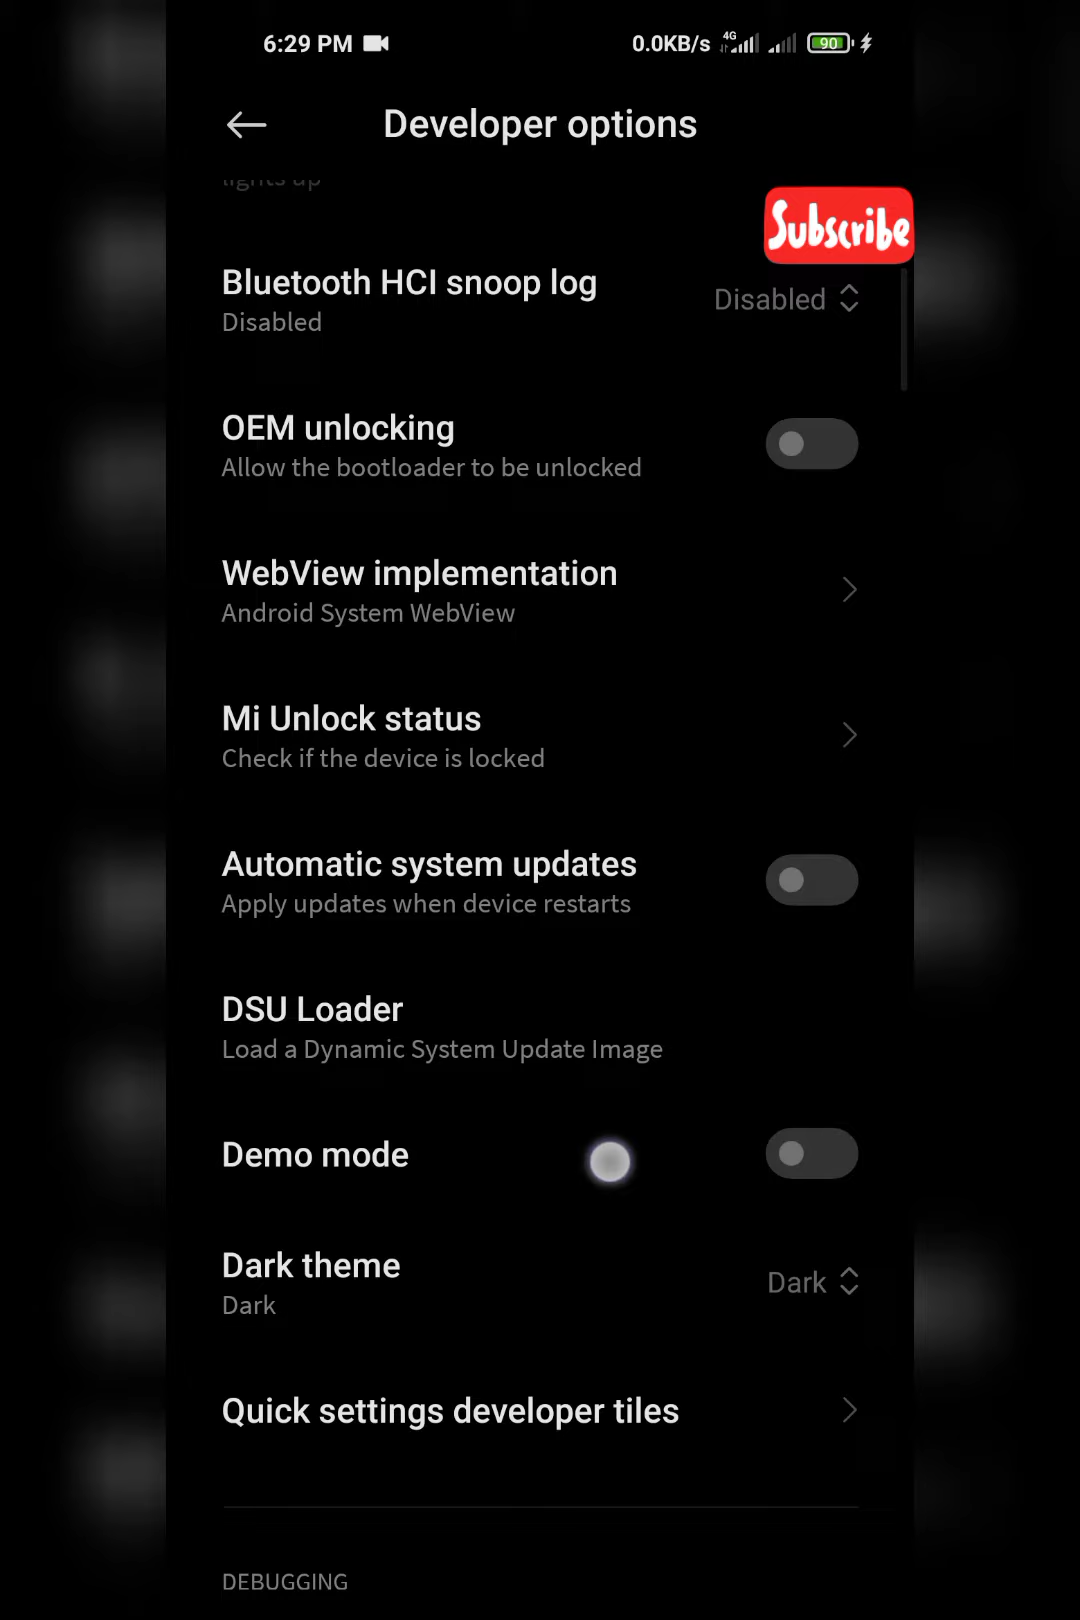 6:29 PM 0.0KB/s 4G 90
Developer options
lights up
Subscribe
Bluetooth HCI snoop log
Disabled
Disabled
OEM unlocking
Allow the bootloader to be unlocked
WebView implementation
Android System WebView
Mi Unlock status
Check if the device is locked
Automatic system updates
Apply updates when device restarts
DSU Loader
Load a Dynamic System Update Image
Demo mode
Dark theme
Dark
Dark
Quick settings developer tiles
DEBUGGING